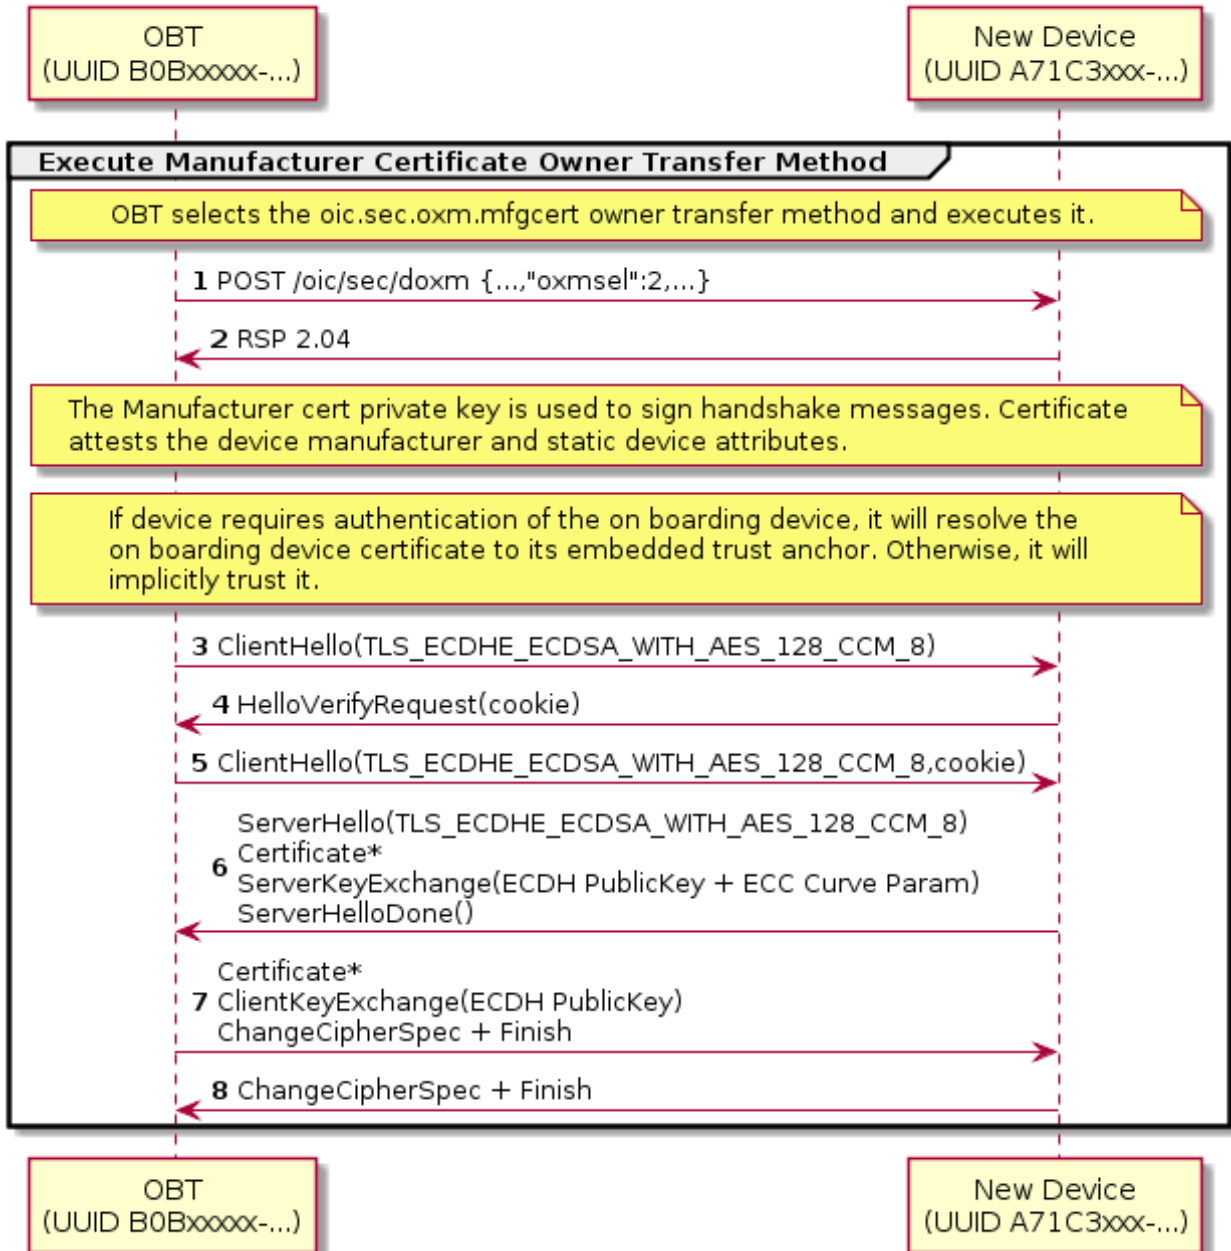 OBT
(UUID B0Bxxxxx-...)
New Device
(UUID A71C3xxx-...)
Execute Manufacturer Certificate Owner Transfer Method
OBT selects the oic.sec.oxm.mfgcert owner transfer method and executes it.
1 POST /oic/sec/doxm {...,"oxmsel":2,...}
2 RSP 2.04
The Manufacturer cert private key is used to sign handshake messages. Certificate
attests the device manufacturer and static device attributes.
If device requires authentication of the on boarding device, it will resolve the
on boarding device certificate to its embedded trust anchor. Otherwise, it will
implicitly trust it.
3 ClientHello(TLS_ECDHE_ECDSA_WITH_AES_128_CCM_8)
4 HelloVerifyRequest(cookie)
5 ClientHello(TLS_ECDHE_ECDSA_WITH_AES_128_CCM_8,cookie)
ServerHello(TLS_ECDHE_ECDSA_WITH_AES_128_CCM_8)
6 Certificate*
ServerKeyExchange(ECDH PublicKey + ECC Curve Param)
ServerHelloDone()
Certificate*
7 ClientKeyExchange(ECDH PublicKey)
ChangeCipherSpec + Finish
8 ChangeCipherSpec + Finish
OBT
(UUID B0Bxxxxx-...)
New Device
(UUID A71C3xxx-...)